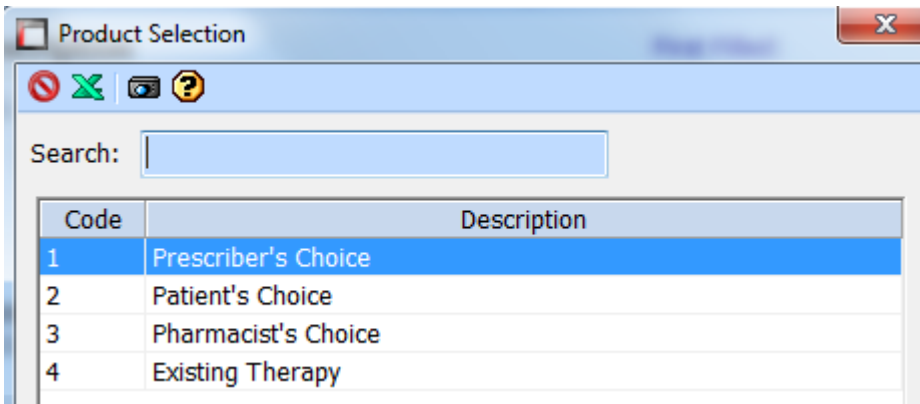 Product Selection
Search:
Code Description
1 Prescriber's Choice
2 Patient's Choice
3 Pharmacist's Choice
4 Existing Therapy